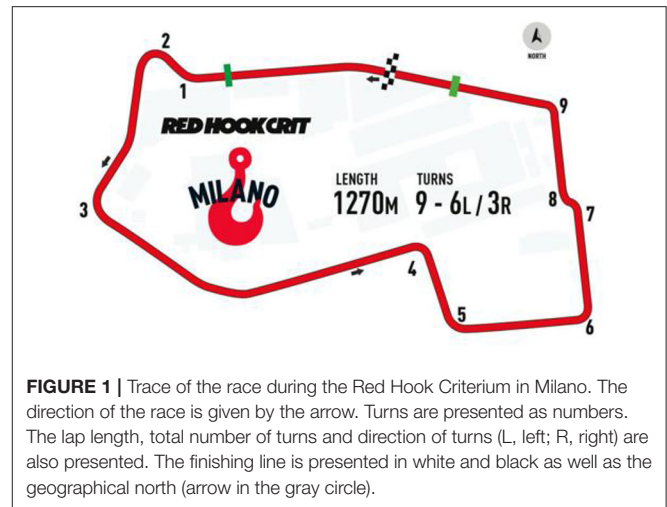 2
NORTH
1
9
RED HOOK CRIT
MILANO
LENGTH TURNS
1270M 9 - 6L / 3R
8
7
3
4
5
6
FIGURE 1 | Trace of the race during the Red Hook Criterium in Milano. The
direction of the race is given by the arrow. Turns are presented as numbers.
The lap length, total number of turns and direction of turns (L, left; R, right) are
also presented. The finishing line is presented in white and black as well as the
geographical north (arrow in the gray circle).